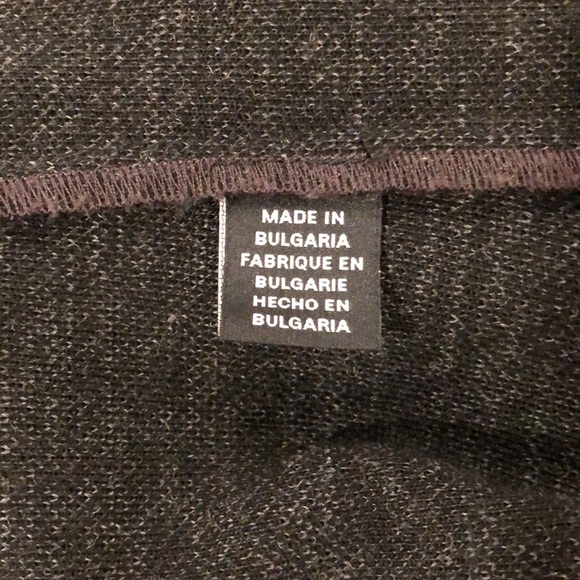 MADE IN
BULGARIA
FABRIQUE EN
BULGARIE
HECHO EN
BULGARIA